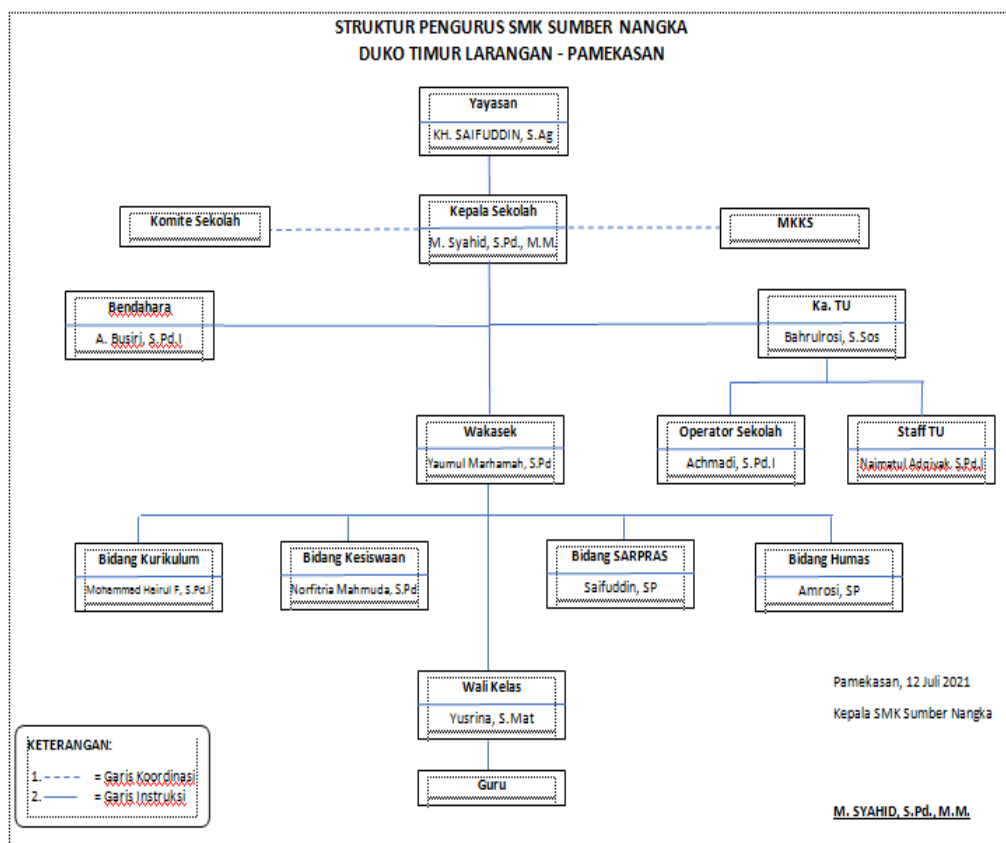 STRUKTUR PENGURUS SMK SUMBER NANGKA
DUKO TIMUR LARANGAN - PAMEKASAN
Yayasan
KH. SAIFUDDIN, S.Ag
Komite Sekolah
Kepala Sekolah
M. Syahid, S.Pd., M.M.
MKKS
Bendahara
A. Busiri, S.Pd.I
Ka. TU
Bahrulrosi, S.Sos
Wakasek
Yaumul Marhamah, S.Pd
Operator Sekolah
Achmadi, S.Pd.I
Staff TU
Naimatul Adqiyak, S.Pd.I
Bidang Kurikulum
Mohammad Hairul F, S.Pd.I
Bidang Kesiswaan
Norfitria Mahmuda, S.Pd
Bidang SARPRAS
Saifuddin, SP
Bidang Humas
Amrosi, SP
Wali Kelas
Yusrina, S.Mat
Guru
Pamekasan, 12 Juli 2021
Kepala SMK Sumber Nangka
M. SYAHID, S.Pd., M.M.
KETERANGAN:
1. ----- = Garis Koordinasi
2. —— = Garis Instruksi